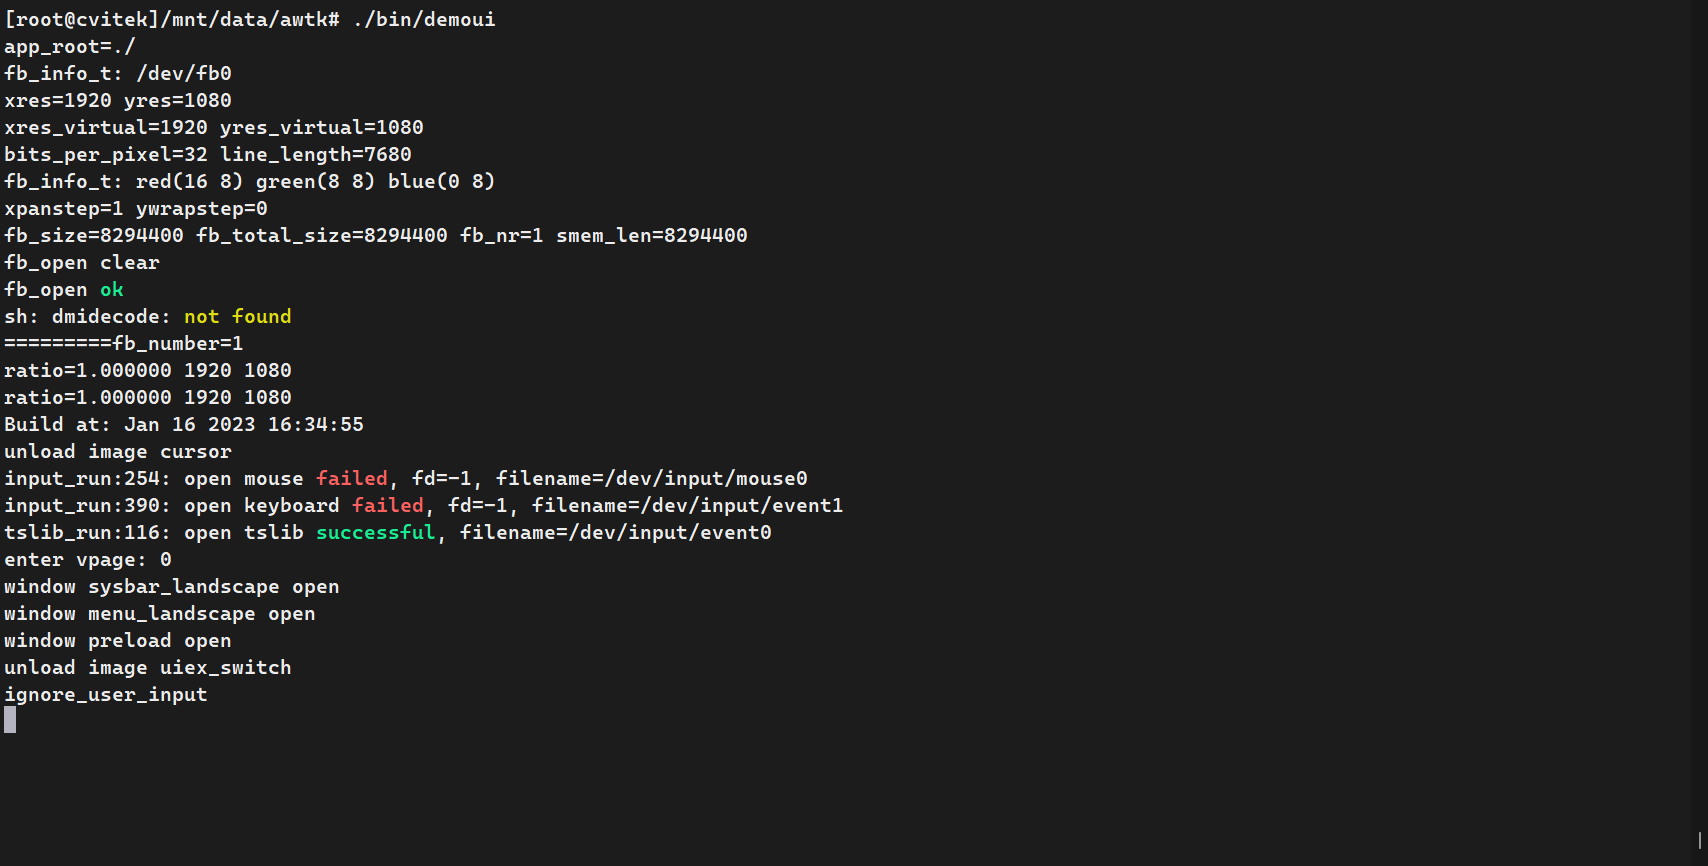 [root@cvitek]/mnt/data/awtk# ./bin/demoui
app_root=./
fb_info_t: /dev/fb0
xres=1920 yres=1080
xres_virtual=1920 yres_virtual=1080
bits_per_pixel=32 line_length=7680
fb_info_t: red(16 8) green(8 8) blue(0 8)
xpanstep=1 ywrapstep=0
fb_size=8294400 fb_total_size=8294400 fb_nr=1 smem_len=8294400
fb_open clear
fb_open ok
sh: dmidecode: not found
=========fb_number=1
ratio=1.000000 1920 1080
ratio=1.000000 1920 1080
Build at: Jan 16 2023 16:34:55
unload image cursor
input_run:254: open mouse failed, fd=-1, filename=/dev/input/mouse0
input_run:390: open keyboard failed, fd=-1, filename=/dev/input/event1
tslib_run:116: open tslib successful, filename=/dev/input/event0
enter vpage: 0
window sysbar_landscape open
window menu_landscape open
window preload open
unload image uiex_switch
ignore_user_input